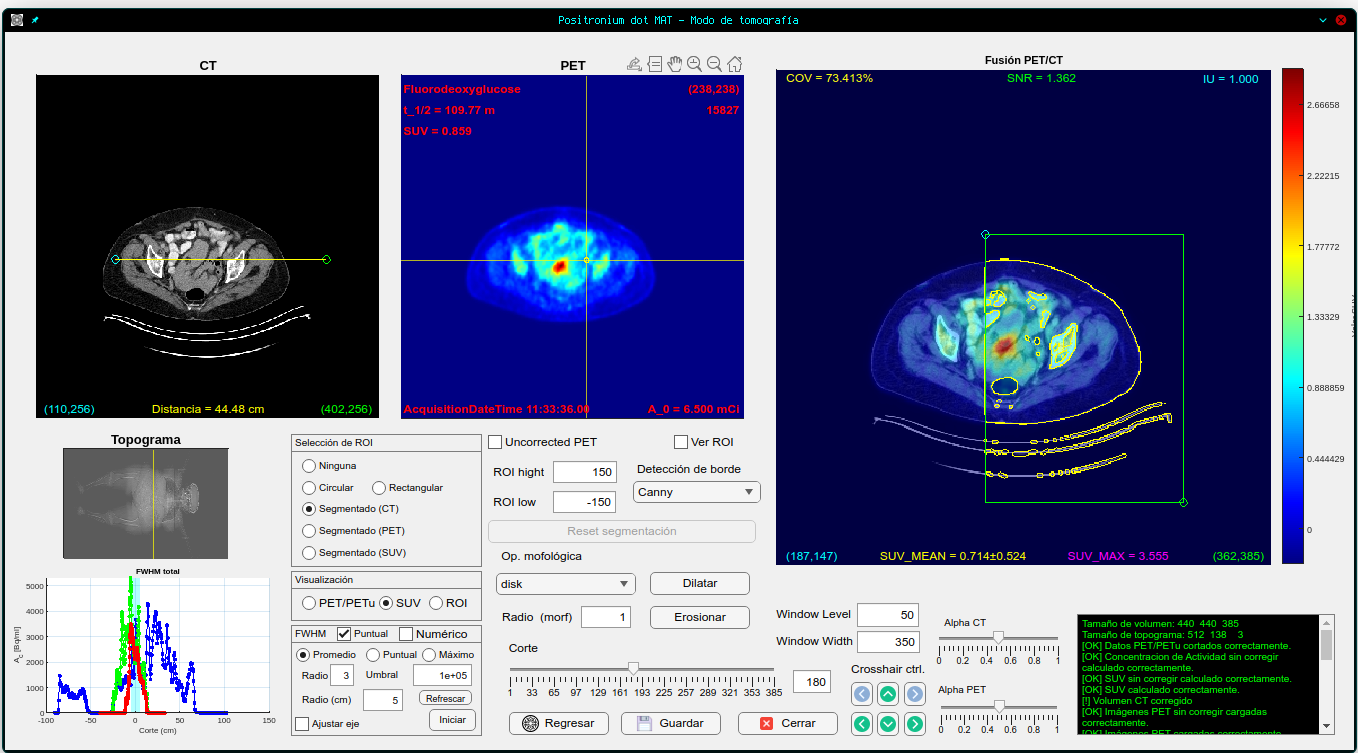 Positronium dot MAT - Modo de tomografía
CT
PET
Fusión PET/CT
Fluorodeoxyglucose
(238,238)
t_1/2 = 109.77 m
15827
SUV = 0.859
COV = 73.413%
SNR = 1.362
IU = 1.000
2.66658
2.22215
1.77772
1.33329
0.888859
0.444429
0
(110,256)
Distancia = 44.48 cm
(402,256)
AcquisitionDateTime 11:33:36.00
A_0 = 6.500 mCi
(187,147)
SUV_MEAN = 0.714±0.524
SUV_MAX = 3.555
(362,385)
Topograma
FWHM total
5000
4000
3000
2000
1000
0
A_c [Bq/ml]
-100
-50
0
50
100
150
Corte (cm)
Selección de ROI
Ninguna
Circular
Rectangular
Segmentado (CT)
Segmentado (PET)
Segmentado (SUV)
Visualización
PET/PETu
SUV
ROI
FWHM
Puntual
Numérico
Promedio
Puntual
Máximo
Radio
3
Umbral
1e+05
Radio (cm)
5
Refrescar
Ajustar eje
Iniciar
Uncorrected PET
Ver ROI
ROI hight
150
Detección de borde
ROI low
-150
Canny
Reset segmentación
Op. mofológica
disk
Dilatar
Radio (morf)
1
Erosionar
Corte
1 33 65 97 129 161 193 225 257 289 321 353 385
180
Regresar
Guardar
Cerrar
Window Level
50
Window Width
350
Crosshair ctrl.
Alpha CT
0 0.2 0.4 0.6 0.8 1
Alpha PET
0 0.2 0.4 0.6 0.8 1
Tamaño de volumen: 440 440 385
Tamaño de topograma: 512 138 3
[OK] Datos PET/PETu cortados correctamente.
[OK] Concentracion de Actividad sin corregir
calculado correctamente.
[OK] SUV sin corregir calculado correctamente.
[OK] SUV calculado correctamente.
[!] Volumen CT corregido
[OK] Imágenes PET sin corregir cargadas
correctamente.
[OK] Imágenes PET cargadas correctamente